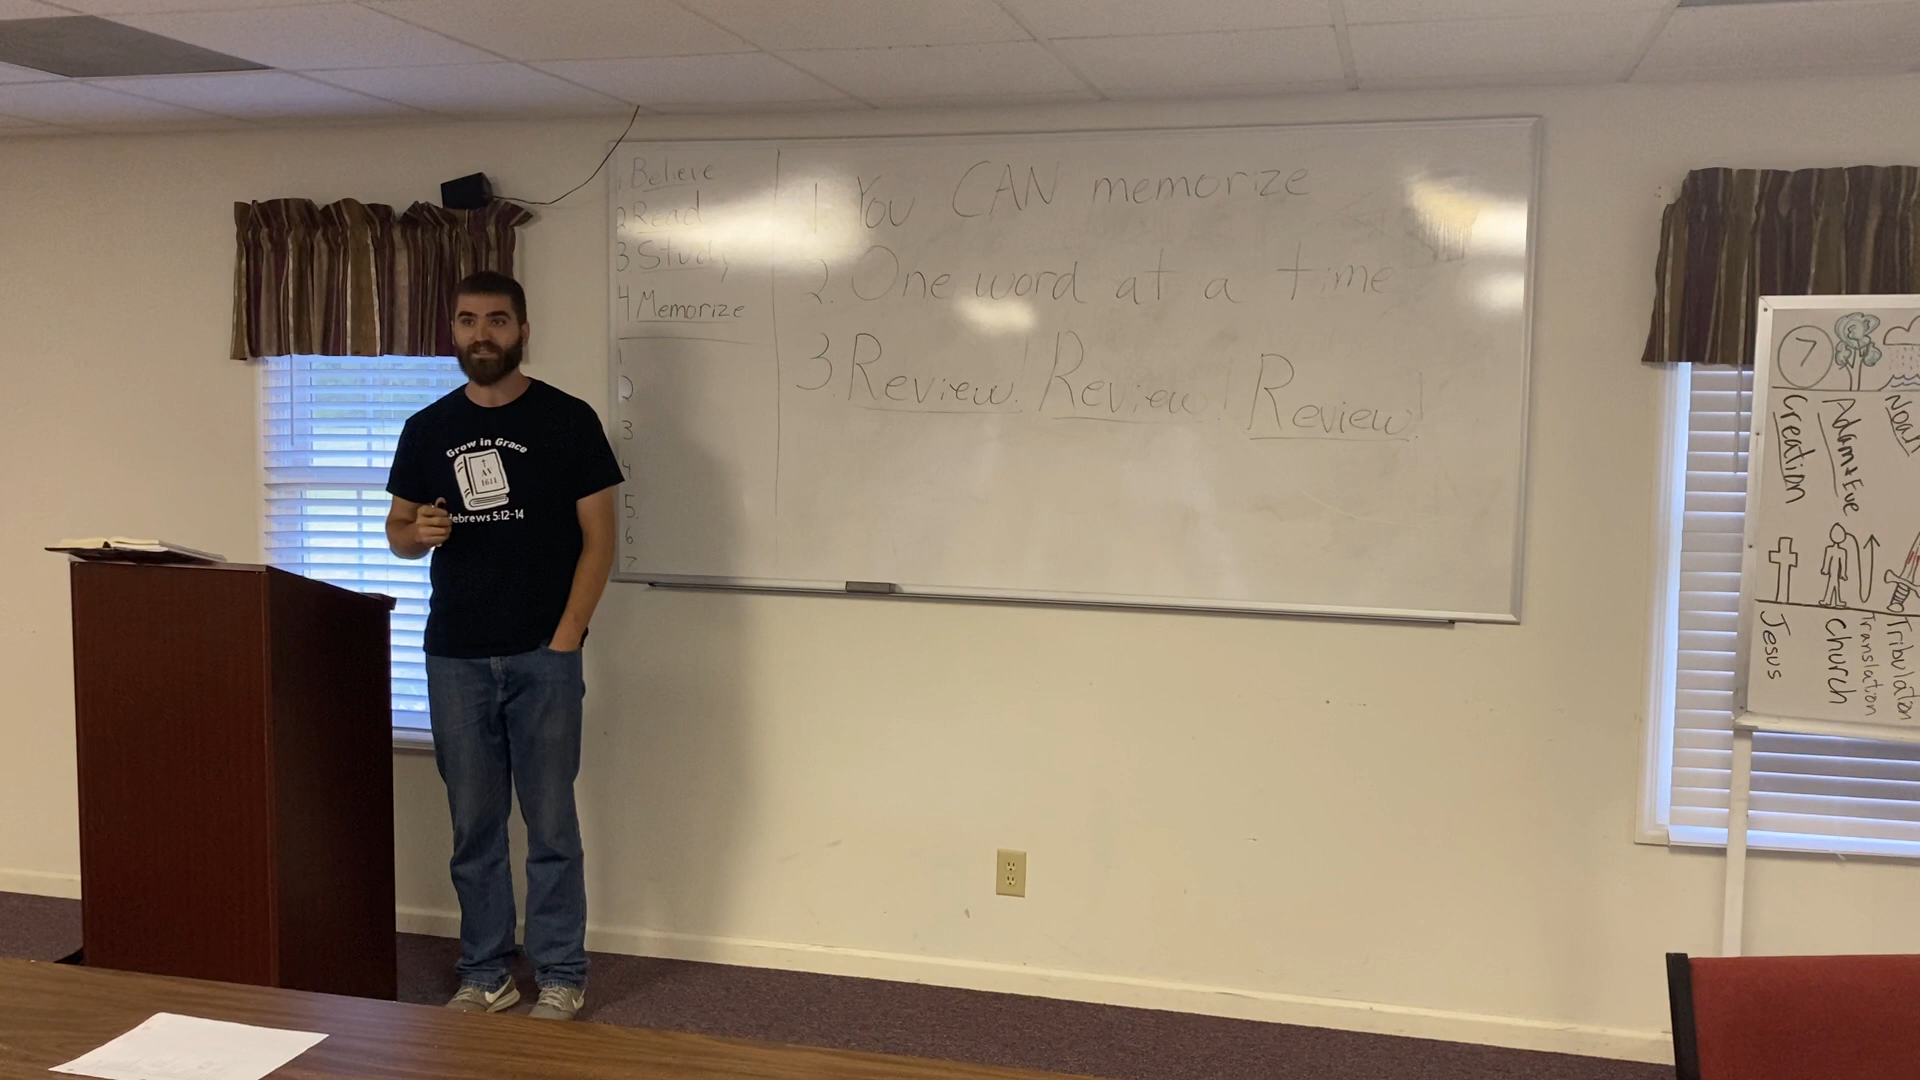 1. Believe
2. Read
3 Study
4 Memorize
1
2
3
4
5.
6
7
1. You CAN memorize
2. One word at a time
3. Review! Review! Review!
Grow in Grace
AV
1611
Hebrews 5:12-14
7
Creation
Adam + Eve
Noah
Jesus
Church
Translation
Tribulation